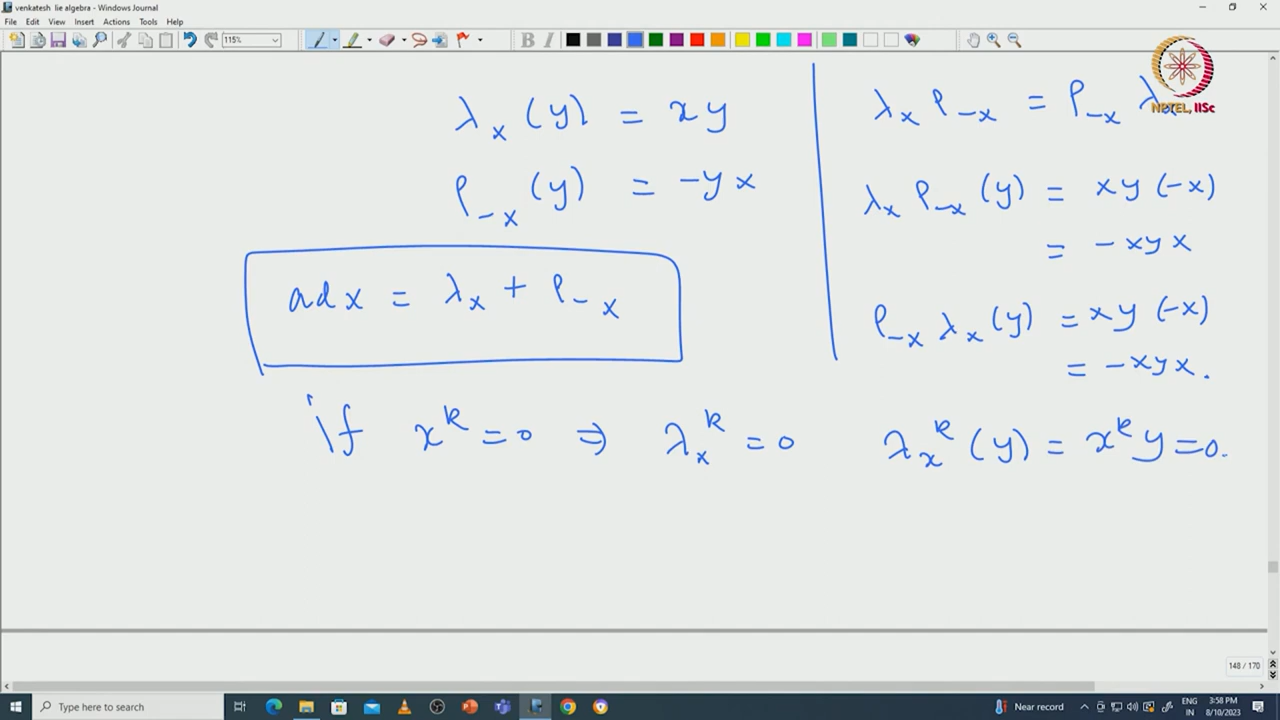 venkatesh lie algebra - Windows Journal
File Edit View Insert Actions Tools Help
115%
B I
NPTEL, IISc
λ_x (y) = xy
ρ_{-x} (y) = -yx
ad x = λ_x + ρ_{-x}
λ_x ρ_{-x} = ρ_{-x} λ
λ_x ρ_{-x} (y) = xy (-x)
= -xyx
ρ_{-x} λ_x (y) = xy (-x)
= -xyx.
if x^k = 0 ⇒ λ_x^k = 0 λ_x^k (y) = x^k y = 0.
148 / 170
Type here to search
Near record
ENG
IN
3:58 PM
8/10/2023